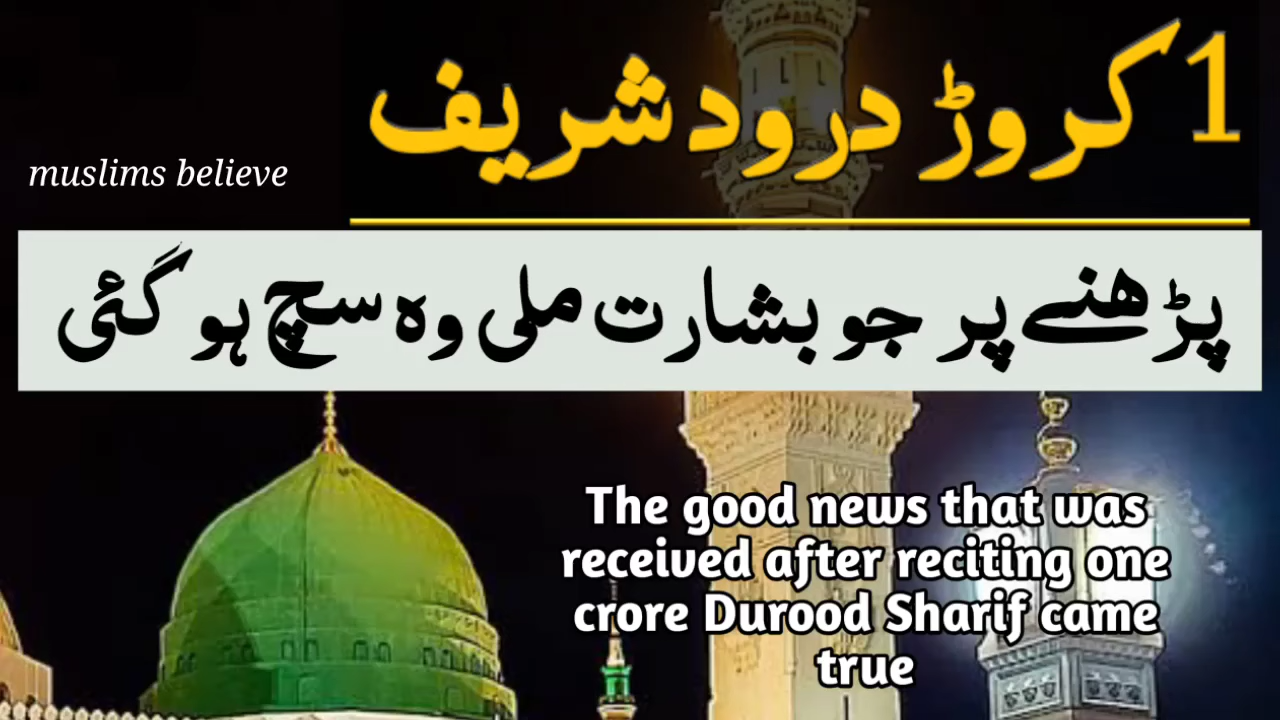 1 کروڑ درود شریف
muslims believe
پڑھنے پر جو بشارت ملی وہ سچ ہو گئی
The good news that was
received after reciting one
crore Durood Sharif came
true